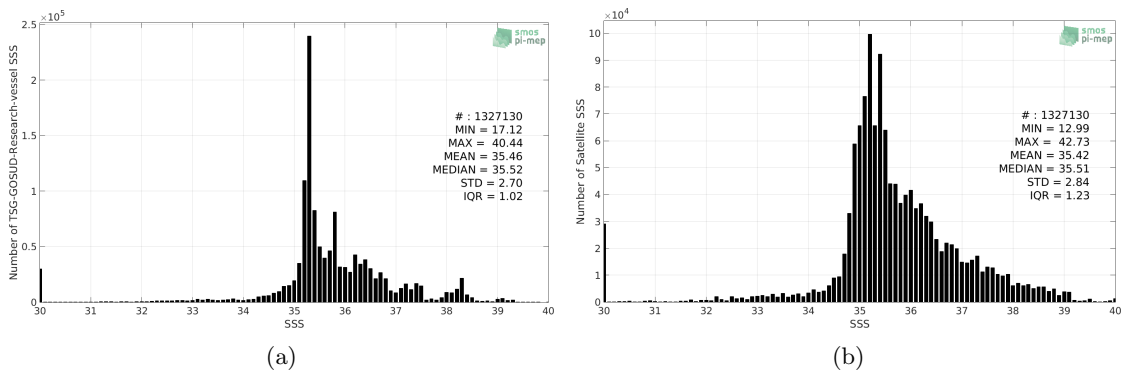 ×10^5
2.5
2
1.5
1
0.5
0
Number of TSG-GOSUD-Research-vessel SSS
smos
pi-mep
# : 1327130
MIN = 17.12
MAX = 40.44
MEAN = 35.46
MEDIAN = 35.52
STD = 2.70
IQR = 1.02
30 31 32 33 34 35 36 37 38 39 40
SSS
(a)
×10^4
10
9
8
7
6
5
4
3
2
1
0
Number of Satellite SSS
smos
pi-mep
# : 1327130
MIN = 12.99
MAX = 42.73
MEAN = 35.42
MEDIAN = 35.51
STD = 2.84
IQR = 1.23
30 31 32 33 34 35 36 37 38 39 40
SSS
(b)